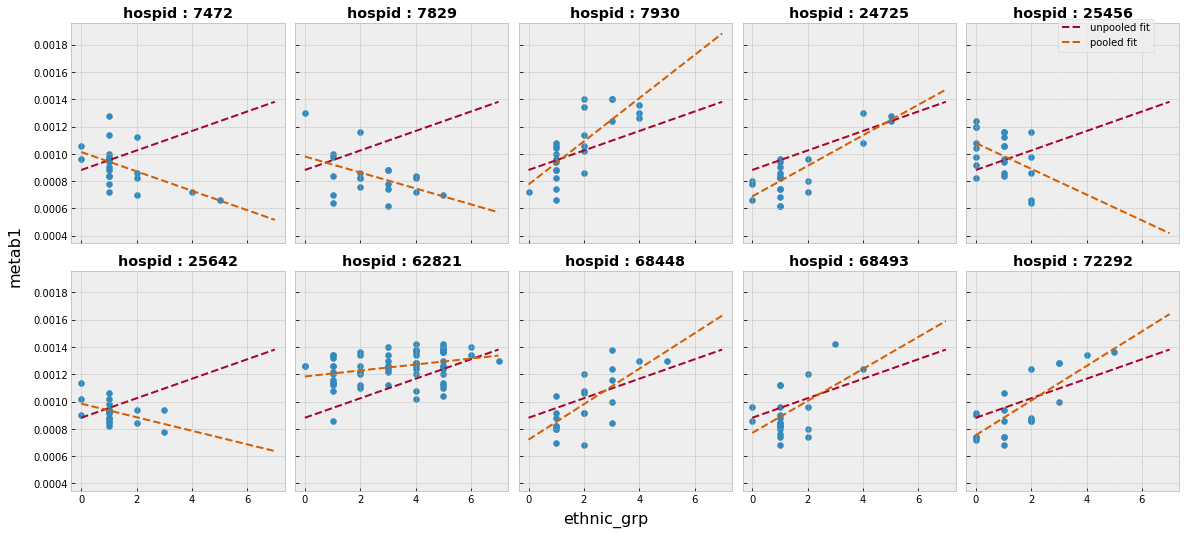 hospid : 7472 hospid : 7829 hospid : 7930 hospid : 24725 hospid : 25456
unpooled fit
pooled fit
0.0018
0.0016
0.0014
0.0012
0.0010
0.0008
0.0006
0.0004
0 2 4 6 0 2 4 6 0 2 4 6 0 2 4 6 0 2 4 6
metab1
hospid : 25642 hospid : 62821 hospid : 68448 hospid : 68493 hospid : 72292
0.0018
0.0016
0.0014
0.0012
0.0010
0.0008
0.0006
0.0004
ethnic_grp